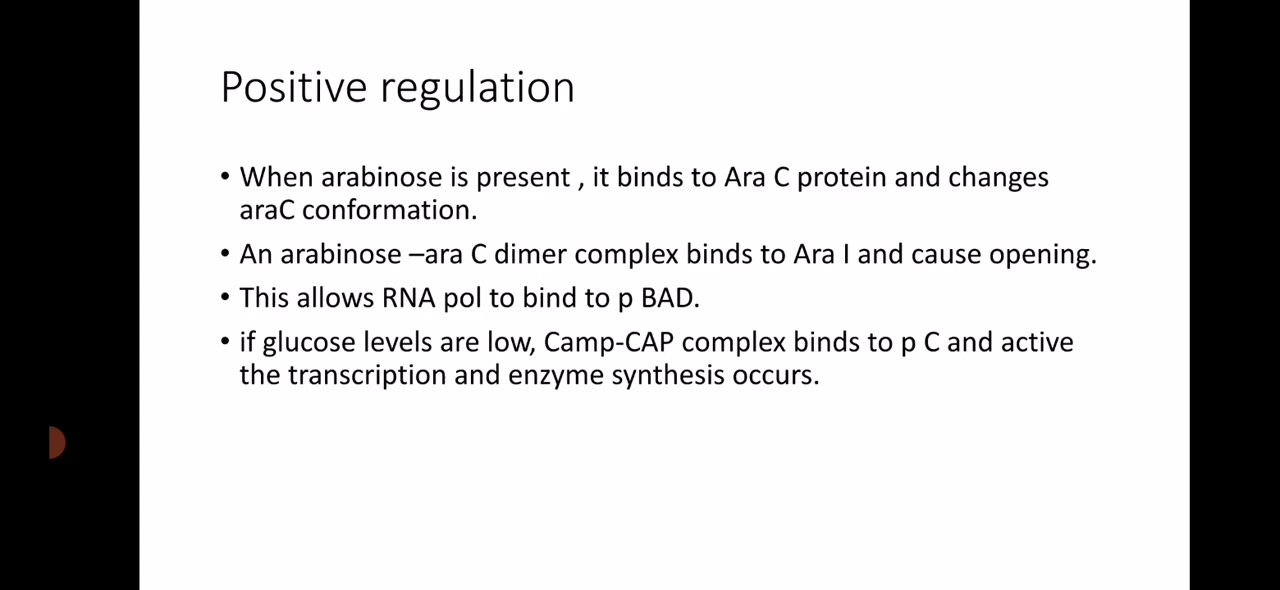 Positive regulation
• When arabinose is present , it binds to Ara C protein and changes
araC conformation.
• An arabinose –ara C dimer complex binds to Ara I and cause opening.
• This allows RNA pol to bind to p BAD.
• if glucose levels are low, Camp-CAP complex binds to p C and active
the transcription and enzyme synthesis occurs.